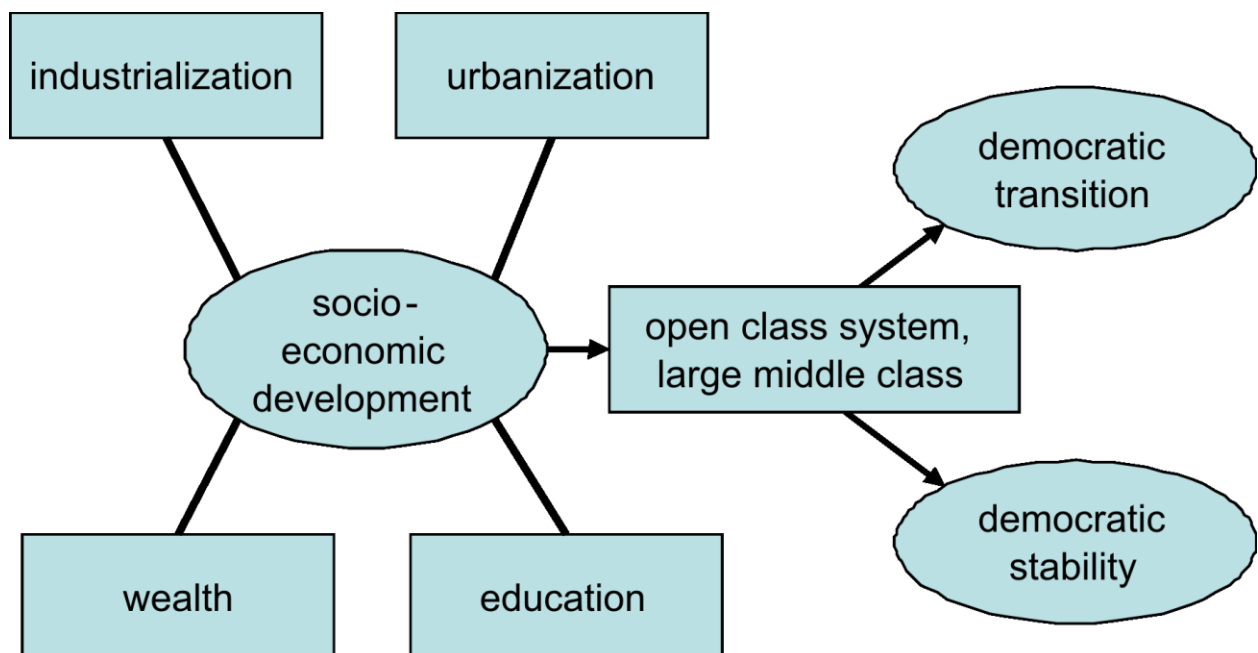 industrialization
urbanization
democratic
transition
socio-
economic
development
open class system,
large middle class
democratic
stability
wealth
education